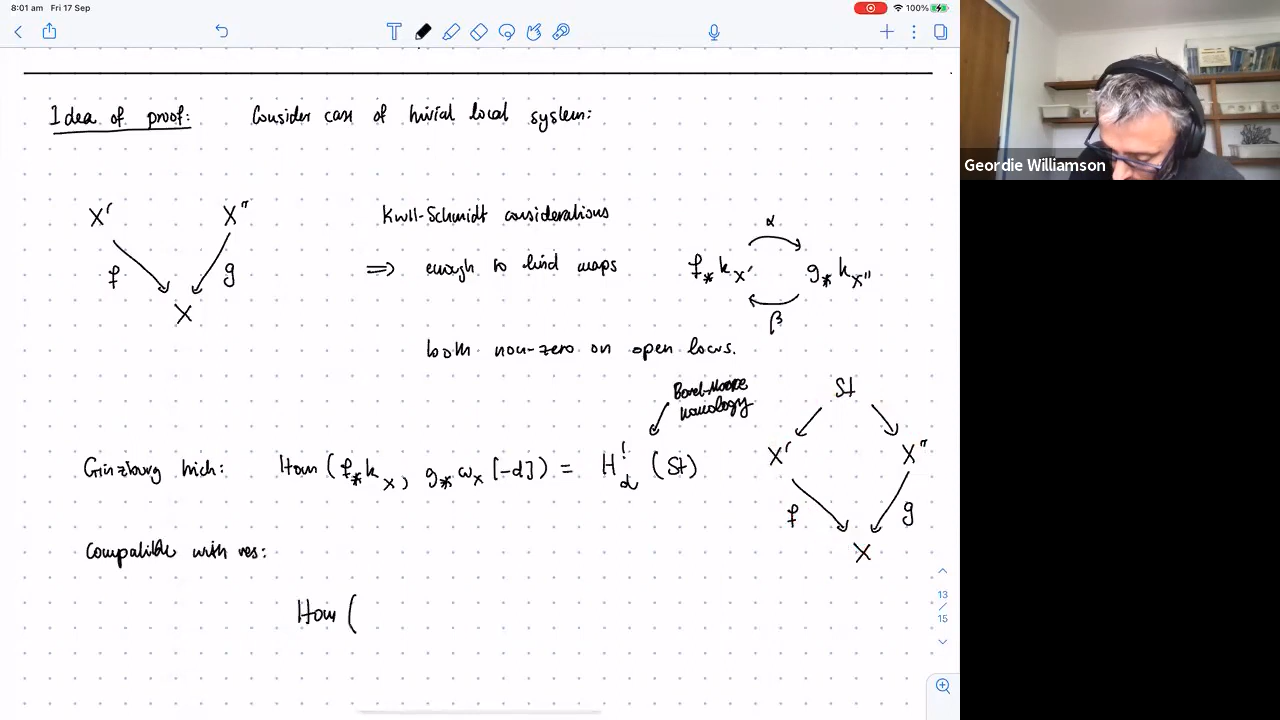 8:01 am Fri 17 Sep
100%
Idea of proof: Consider case of trivial local system:
X' X''
f g
X
Krull-Schmidt considerations
⟹ enough to find maps f_* k_{X'} g_* k_{X''}
α
β
both non-zero on open locus.
Borel-Moore
homology
Ginzburg trick: Hom (f_* k_X, g_* ω_X [-d]) = H^!_d (St)
St
X' X''
f g
X
Compatible with res:
Hom (
13
/
15
Geordie Williamson